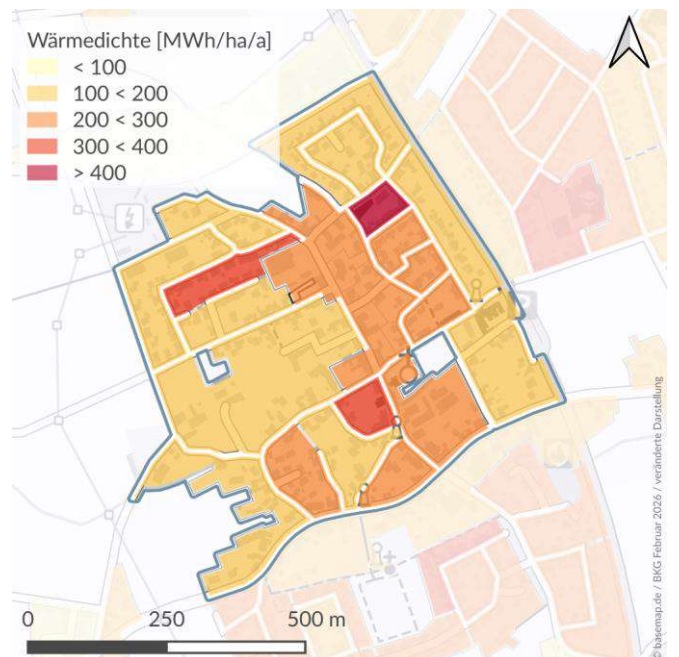 Wärmedichte [MWh/ha/a]
< 100
100 < 200
200 < 300
300 < 400
> 400
0 250 500 m
© basemap.de / BKG Februar 2026 / veränderte Darstellung